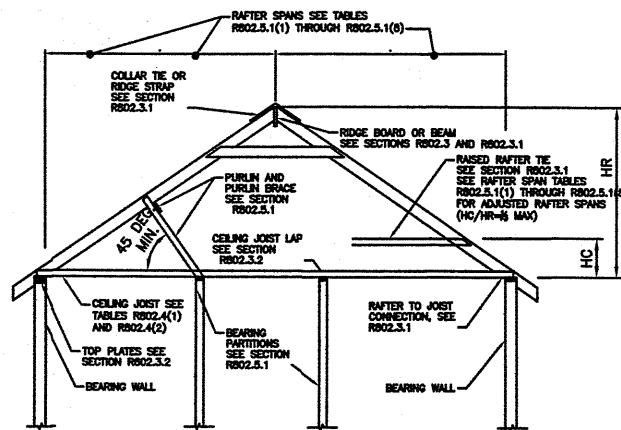 RAFTER SPANS SEE TABLES
R802.5.1(1) THROUGH R802.5.1(8)
COLLAR TIE OR
RIDGE STRAP
SEE SECTION
R802.3.1
RIDGE BOARD OR BEAM
SEE SECTIONS R802.3 AND R802.3.1
RAISED RAFTER TIE
SEE SECTION R802.3.1
SEE RAFTER SPAN TABLES
R802.5.1(1) THROUGH R802.5.1(8)
FOR ADJUSTED RAFTER SPANS
(HC/HR=⅓ MAX)
HR
PURLIN AND
PURLIN BRACE
SEE SECTION
R802.5.1
45 DEG
MIN.
CEILING JOIST LAP
SEE SECTION
R802.3.2
HC
CEILING JOIST SEE
TABLES R802.4(1)
AND R802.4(2)
RAFTER TO JOIST
CONNECTION, SEE
R802.3.1
BEARING
PARTITIONS
SEE SECTION
R802.5.1
TOP PLATES SEE
SECTION R802.3.2
BEARING WALL
BEARING WALL